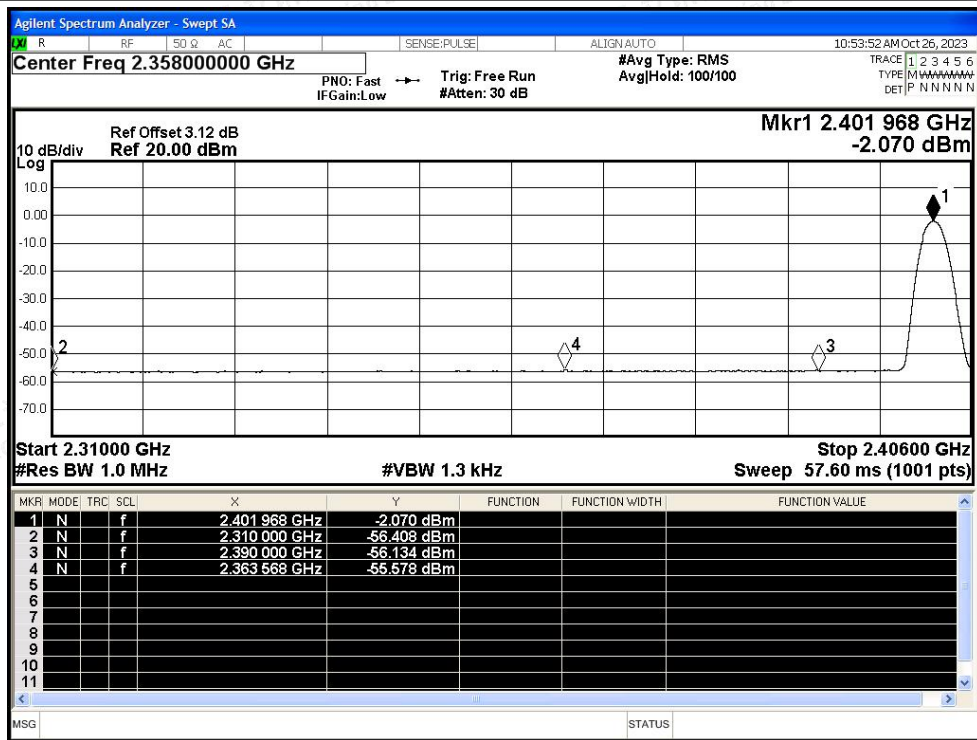 Agilent Spectrum Analyzer - Swept SA
LXI R RF 50 Ω AC SENSE:PULSE ALIGN AUTO 10:53:52 AM Oct 26, 2023
Center Freq 2.358000000 GHz #Avg Type: RMS TRACE 1 2 3 4 5 6
PNO: Fast Trig: Free Run Avg|Hold: 100/100 TYPE M
IFGain:Low #Atten: 30 dB DET P N N N N N
Mkr1 2.401 968 GHz
Ref Offset 3.12 dB
10 dB/div Ref 20.00 dBm -2.070 dBm
Log
10.0
1
0.00
-10.0
-20.0
-30.0
-40.0
-50.0 2 4 3
-60.0
-70.0
Start 2.31000 GHz Stop 2.40600 GHz
#Res BW 1.0 MHz #VBW 1.3 kHz Sweep 57.60 ms (1001 pts)
MKR MODE TRC SCL X Y FUNCTION FUNCTION WIDTH FUNCTION VALUE
1 N f 2.401 968 GHz -2.070 dBm
2 N f 2.310 000 GHz -56.408 dBm
3 N f 2.390 000 GHz -56.134 dBm
4 N f 2.363 568 GHz -55.578 dBm
5
6
7
8
9
10
11
MSG STATUS